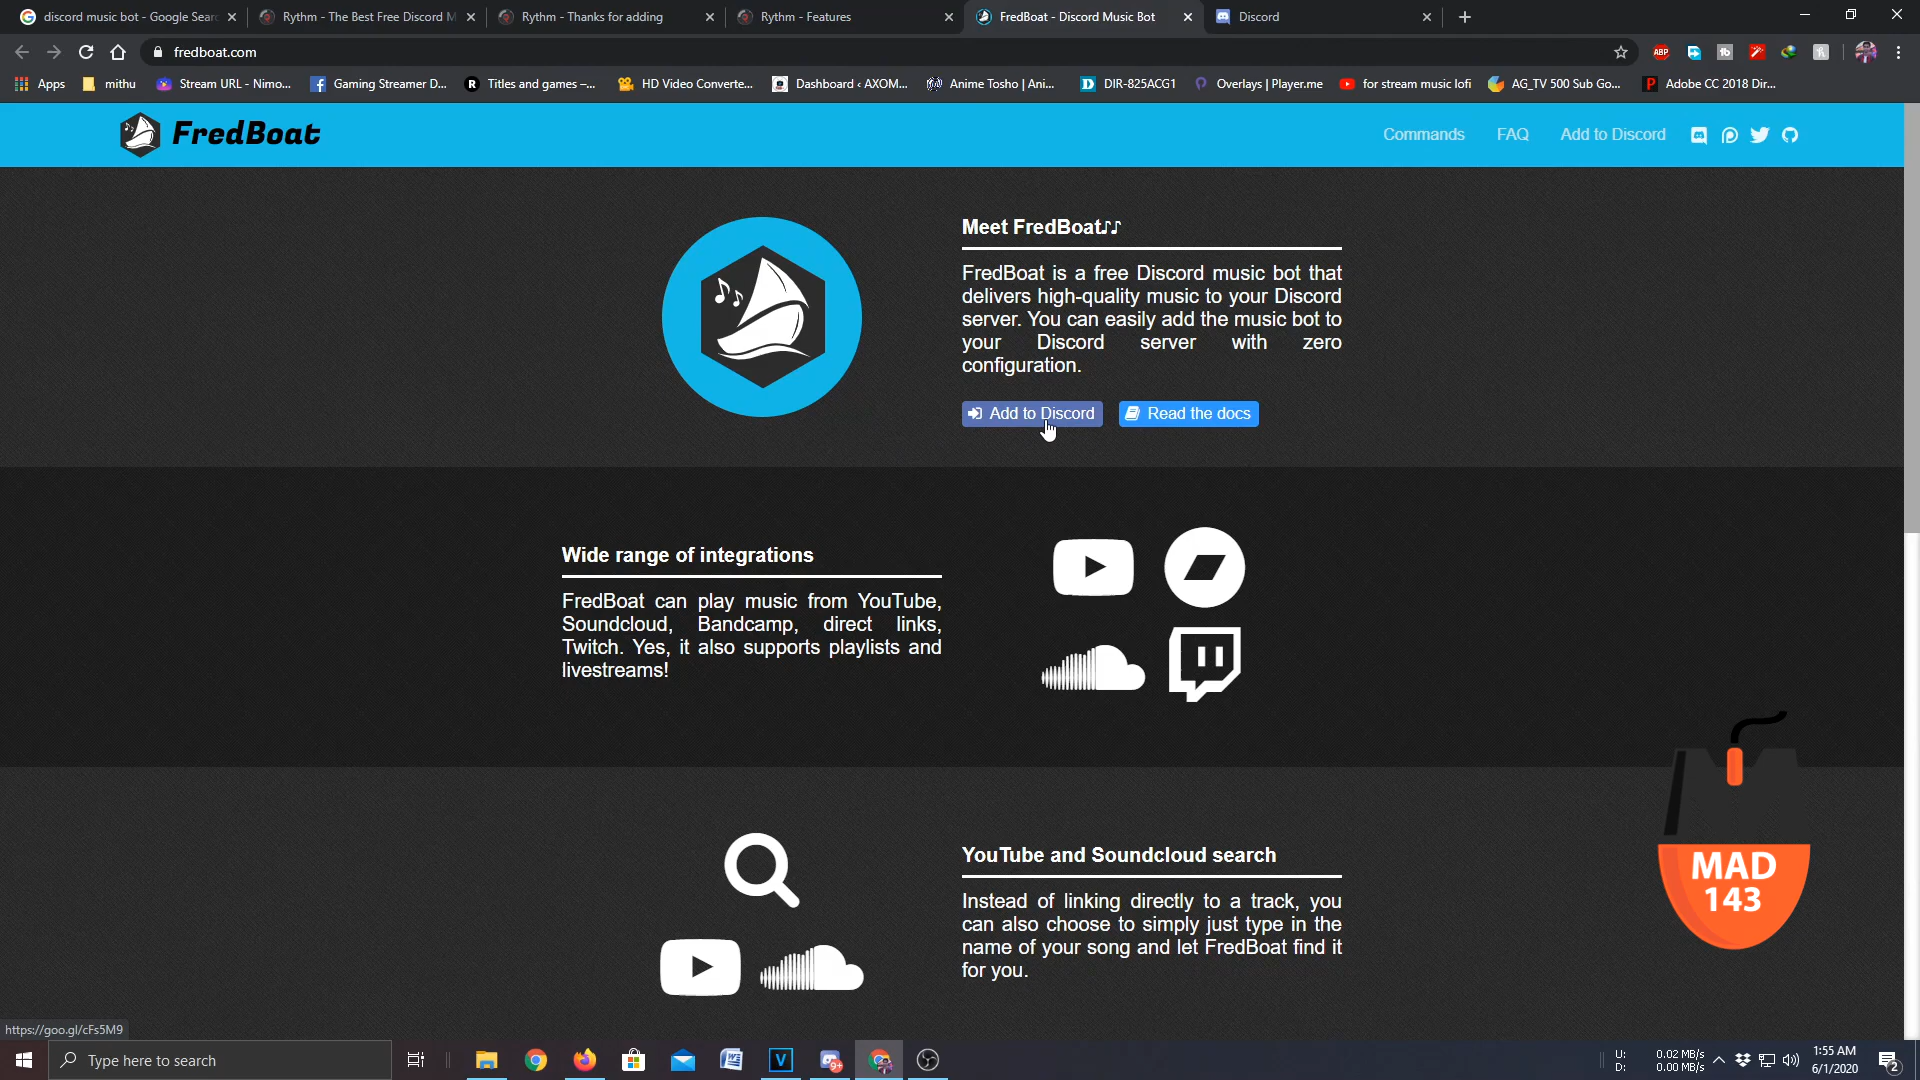 discord music bot - Google Sear
Rythm - The Best Free Discord M
Rythm - Thanks for adding
Rythm - Features
FredBoat - Discord Music Bot
Discord
fredboat.com
ABP
Apps
mithu
Stream URL - Nimo...
Gaming Streamer D...
Titles and games –...
HD Video Converte...
Dashboard ‹ AXOM...
Anime Tosho | Ani...
DIR-825ACG1
Overlays | Player.me
for stream music lofi
AG_TV 500 Sub Go...
Adobe CC 2018 Dir...
FredBoat
Commands
FAQ
Add to Discord
Meet FredBoat♪♪
FredBoat is a free Discord music bot that
delivers high-quality music to your Discord
server. You can easily add the music bot to
your Discord server with zero
configuration.
Add to Discord
Read the docs
Wide range of integrations
FredBoat can play music from YouTube,
Soundcloud, Bandcamp, direct links,
Twitch. Yes, it also supports playlists and
livestreams!
YouTube and Soundcloud search
Instead of linking directly to a track, you
can also choose to simply just type in the
name of your song and let FredBoat find it
for you.
MAD
143
https://goo.gl/cFs5M9
Type here to search
9+
U: 0.02 MB/s
D: 0.00 MB/s
1:55 AM
6/1/2020
2